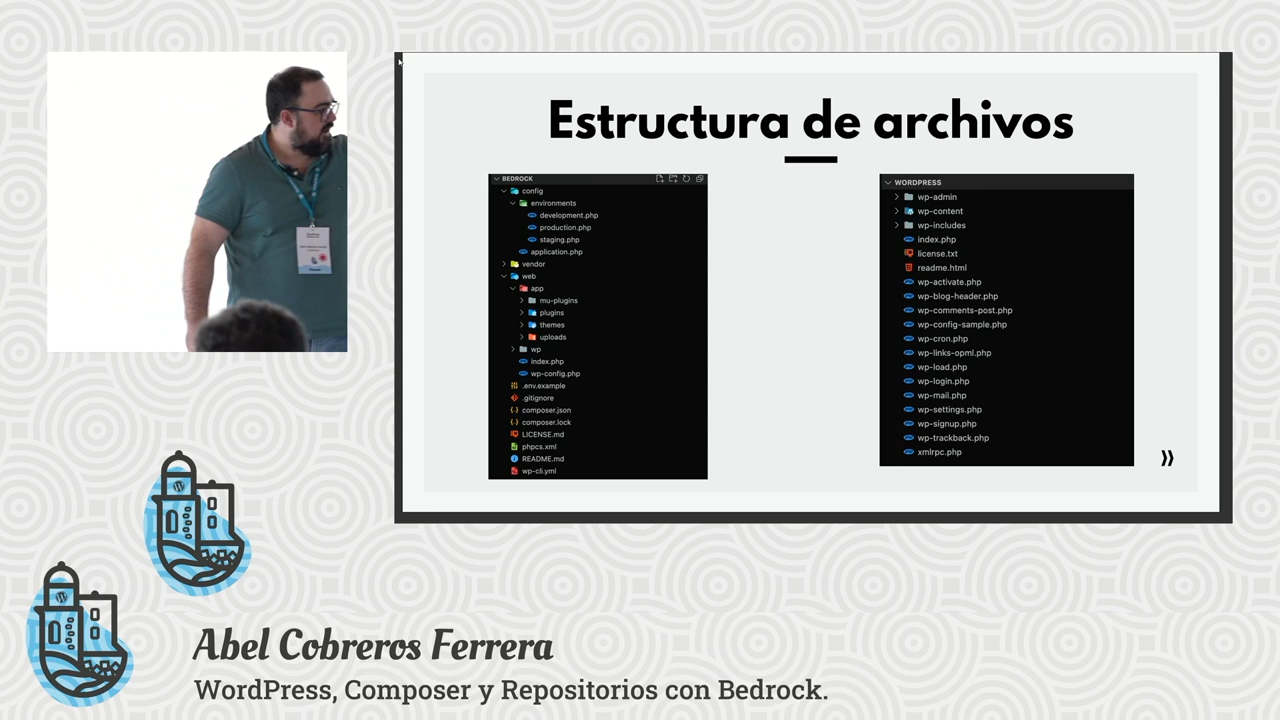 Estructura de archivos
BEDROCK
config
environments
development.php
production.php
staging.php
application.php
vendor
web
app
mu-plugins
plugins
themes
uploads
wp
index.php
wp-config.php
.env.example
.gitignore
composer.json
composer.lock
LICENSE.md
phpcs.xml
README.md
wp-cli.yml
WORDPRESS
wp-admin
wp-content
wp-includes
index.php
license.txt
readme.html
wp-activate.php
wp-blog-header.php
wp-comments-post.php
wp-config-sample.php
wp-cron.php
wp-links-opml.php
wp-load.php
wp-login.php
wp-mail.php
wp-settings.php
wp-signup.php
wp-trackback.php
xmlrpc.php
Abel Cobreros Ferrera
WordPress, Composer y Repositorios con Bedrock.